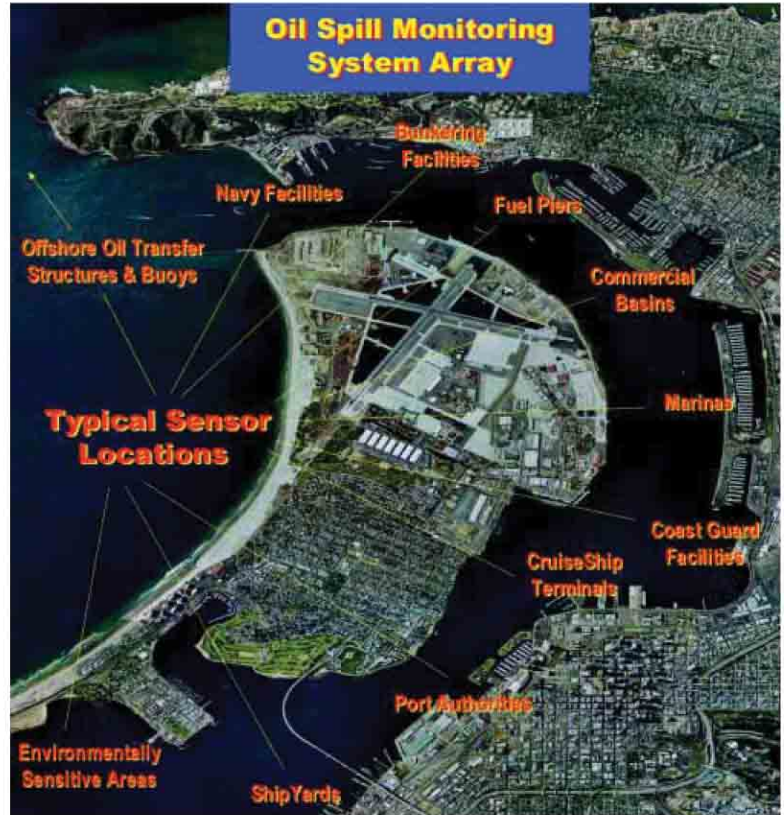 Oil Spill Monitoring
System Array
Bunkering
Facilities
Navy Facilities
Fuel Piers
Offshore Oil Transfer
Structures & Buoys
Commercial
Basins
Marinas
Typical Sensor
Locations
Coast Guard
Facilities
CruiseShip
Terminals
Port Authorities
Environmentally
Sensitive Areas
ShipYards